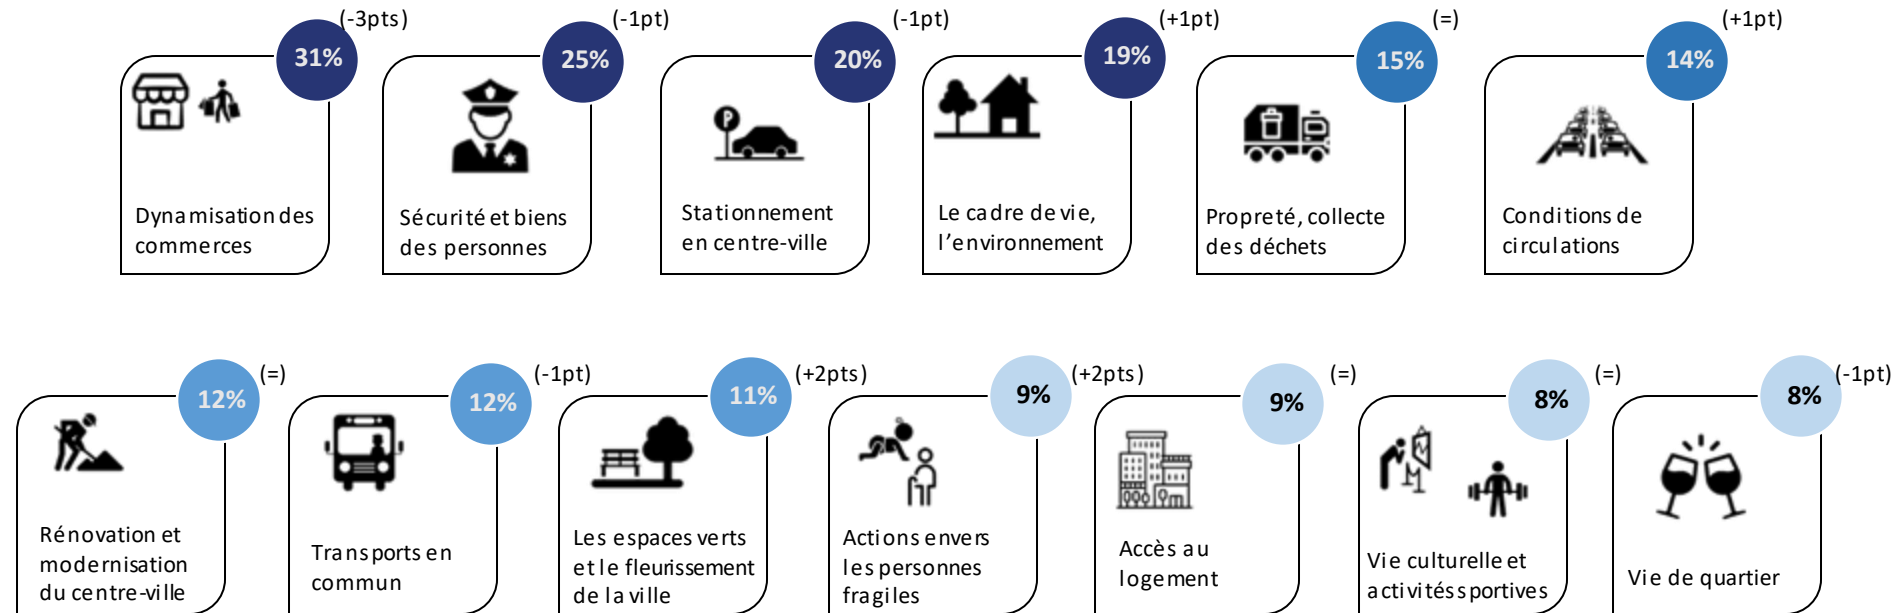 31% (-3pts)
Dynamisation des
commerces
25% (-1pt)
Sécurité et biens
des personnes
20% (-1pt)
P
Stationnement
en centre-ville
19% (+1pt)
Le cadre de vie,
l'environnement
15% (=)
Propreté, collecte
des déchets
14% (+1pt)
Conditions de
circulations
12% (=)
Rénovation et
modernisation
du centre-ville
12% (-1pt)
Transports en
commun
11% (+2pts)
Les espaces verts
et le fleurissement
de la ville
9% (+2pts)
Actions envers
les personnes
fragiles
9% (=)
Accès au
logement
8% (=)
Vie culturelle et
activités sportives
8% (-1pt)
Vie de quartier